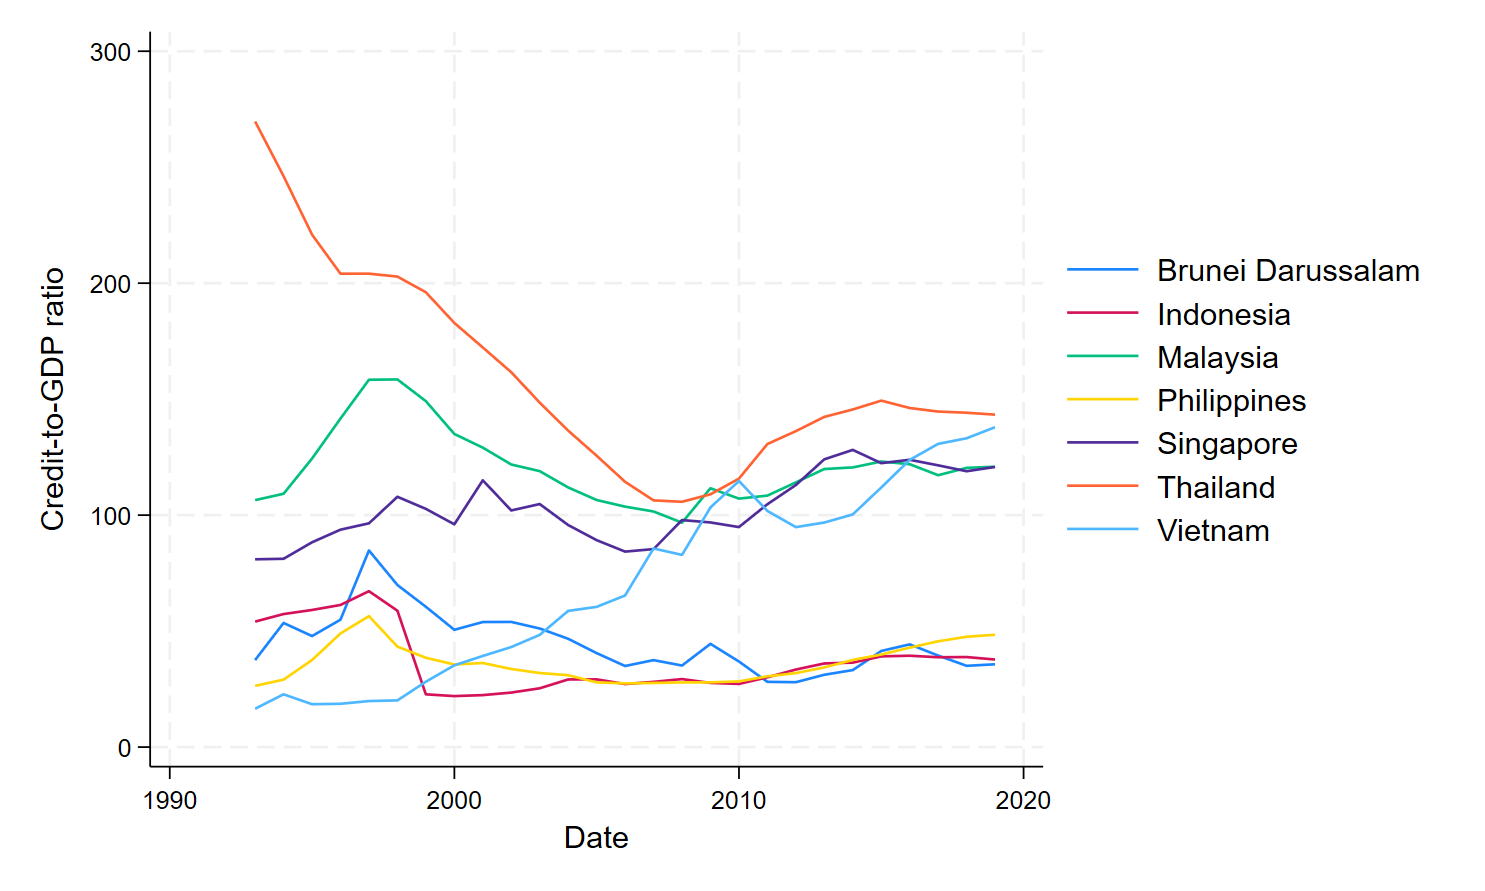 300
200
100
0
Credit-to-GDP ratio
1990
2000
2010
2020
Date
Brunei Darussalam
Indonesia
Malaysia
Philippines
Singapore
Thailand
Vietnam